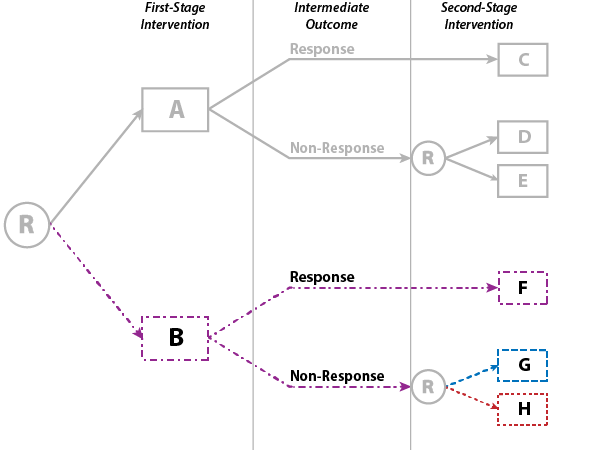 First-Stage
Intervention
Intermediate
Outcome
Second-Stage
Intervention
Response
C
A
D
Non-Response
R
E
R
Response
F
B
G
Non-Response
R
H